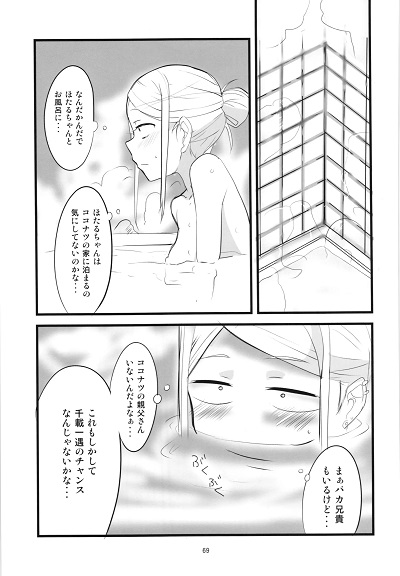 なんだかんだで
ほたるちゃんと
お風呂に・・・
ほたるちゃんは
ココナツの家に泊まるの
気にしてないのかな・・・
まぁバカ兄貴
もいるけど・・・
ぶく
ぶく
ココナツの親父さん
いないんだよなぁ・・・
これもしかして
千載一遇のチャンス
なんじゃないかな・・・
69